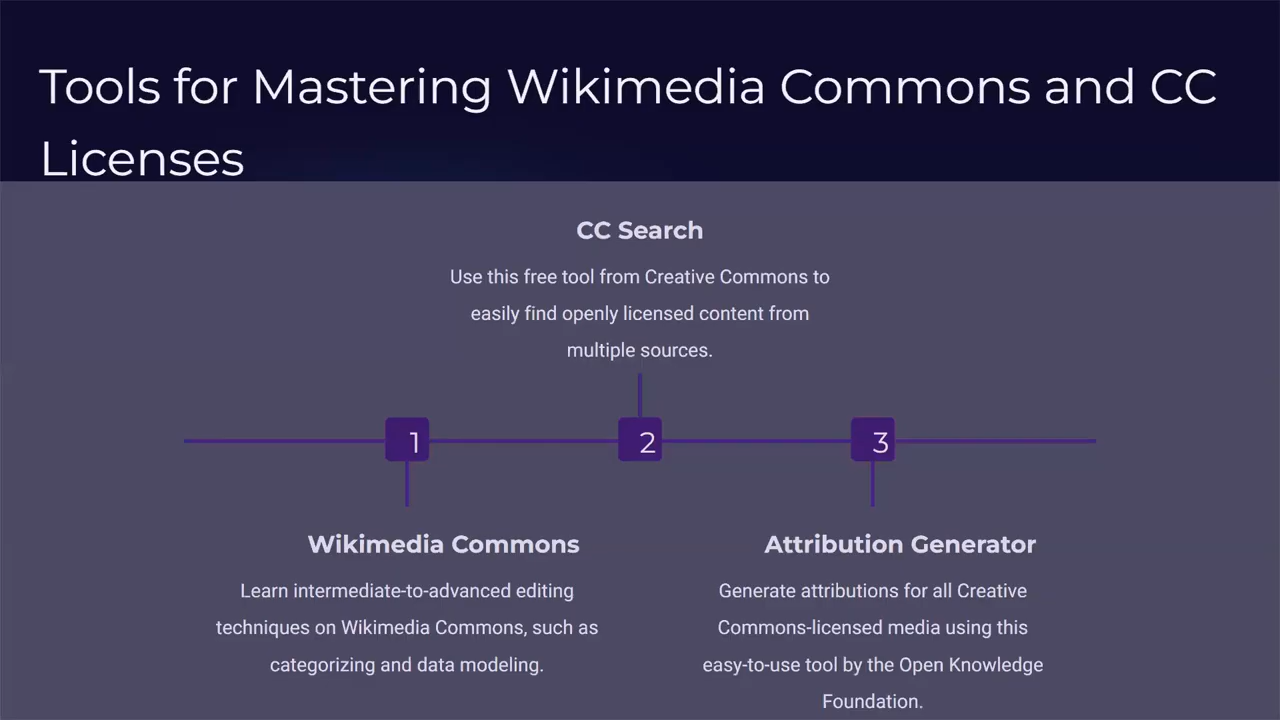 Tools for Mastering Wikimedia Commons and CC
Licenses
CC Search
Use this free tool from Creative Commons to
easily find openly licensed content from
multiple sources.
1
2
3
Wikimedia Commons
Learn intermediate-to-advanced editing
techniques on Wikimedia Commons, such as
categorizing and data modeling.
Attribution Generator
Generate attributions for all Creative
Commons-licensed media using this
easy-to-use tool by the Open Knowledge
Foundation.